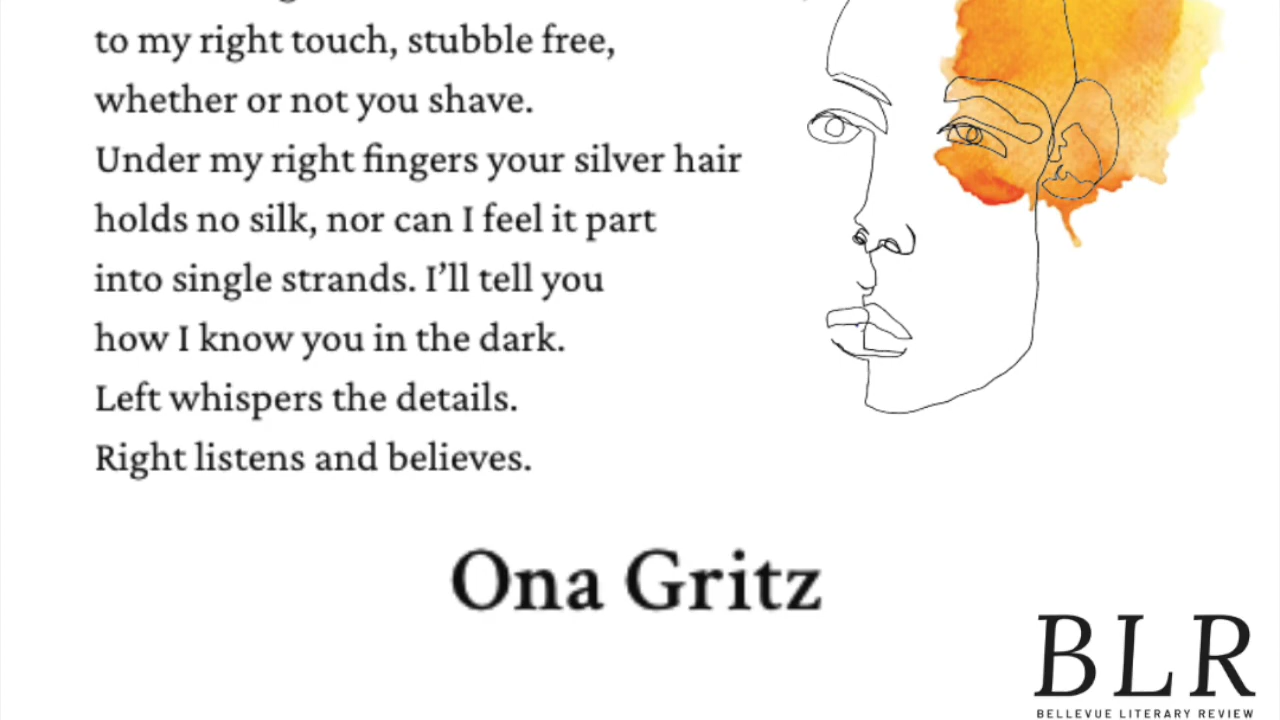 to my right touch, stubble free,
whether or not you shave.
Under my right fingers your silver hair
holds no silk, nor can I feel it part
into single strands. I’ll tell you
how I know you in the dark.
Left whispers the details.
Right listens and believes.
Ona Gritz
BLR
BELLEVUE LITERARY REVIEW